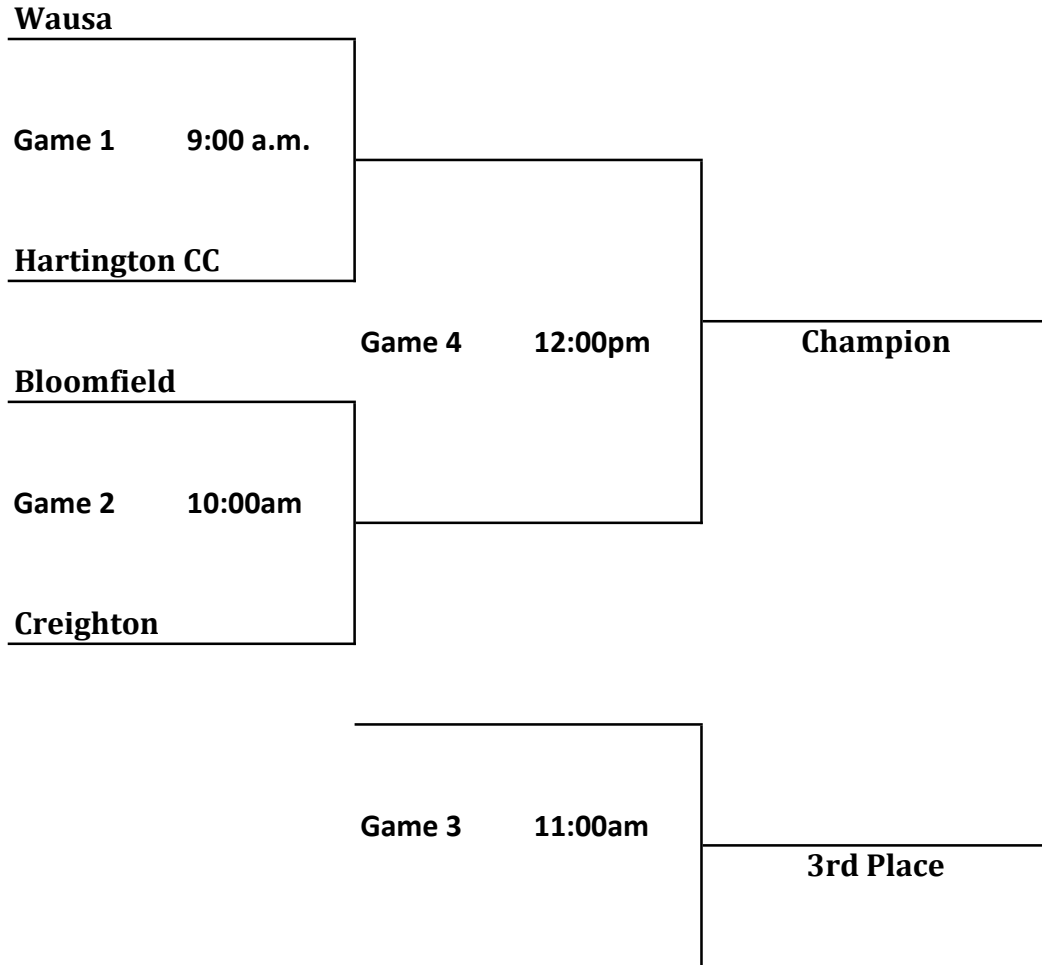 Wausa
Game 1 9:00 a.m.
Hartington CC
Game 4 12:00pm
Champion
Bloomfield
Game 2 10:00am
Creighton
Game 3 11:00am
3rd Place